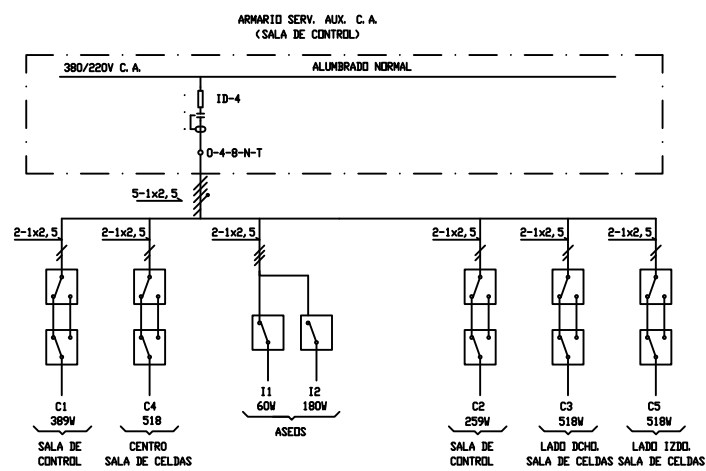 ARMARIO SERV. AUX. C.A.
(SALA DE CONTROL)
380/220V C.A.
ALUMBRADO NORMAL
ID-4
0-4-8-N-T
5-1x2,5
2-1x2,5
2-1x2,5
2-1x2,5
2-1x2,5
2-1x2,5
2-1x2,5
C1
389W
C4
518
I1
60W
I2
180W
C2
259W
C3
518W
C5
518W
SALA DE
CONTROL
CENTRO
SALA DE CELDAS
ASEOS
SALA DE
CONTROL
LADO DCHO.
SALA DE CELDAS
LADO IZDO.
SALA DE CELDAS